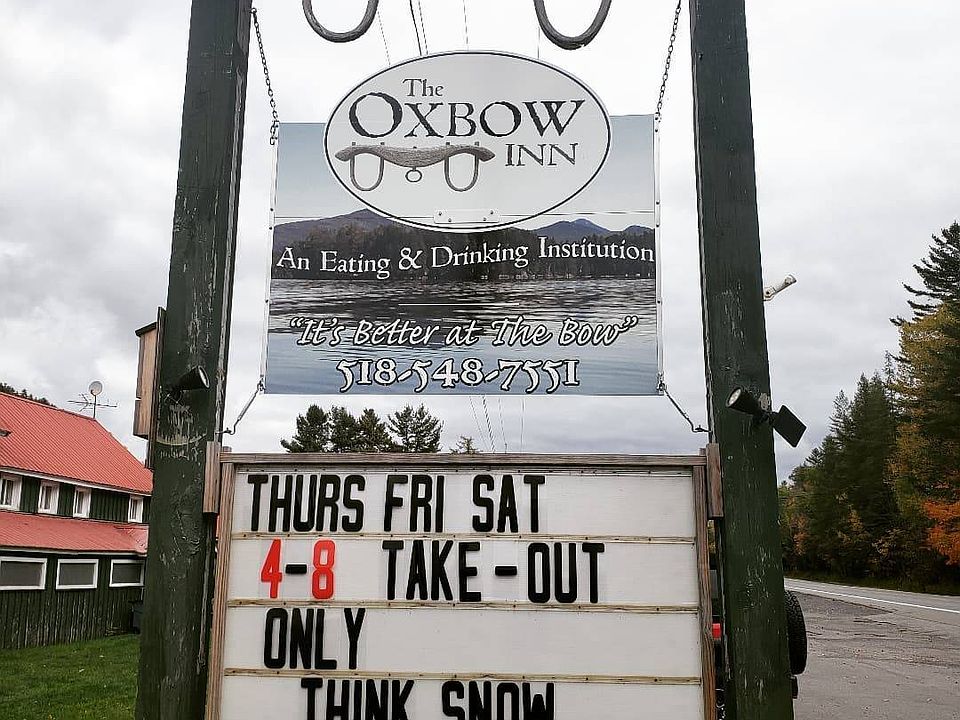 The
OXBOW
INN
An Eating & Drinking Institution
"It's Better at The Bow"
518-548-7551
THURS FRI SAT
4-8 TAKE-OUT
ONLY
THINK SNOW